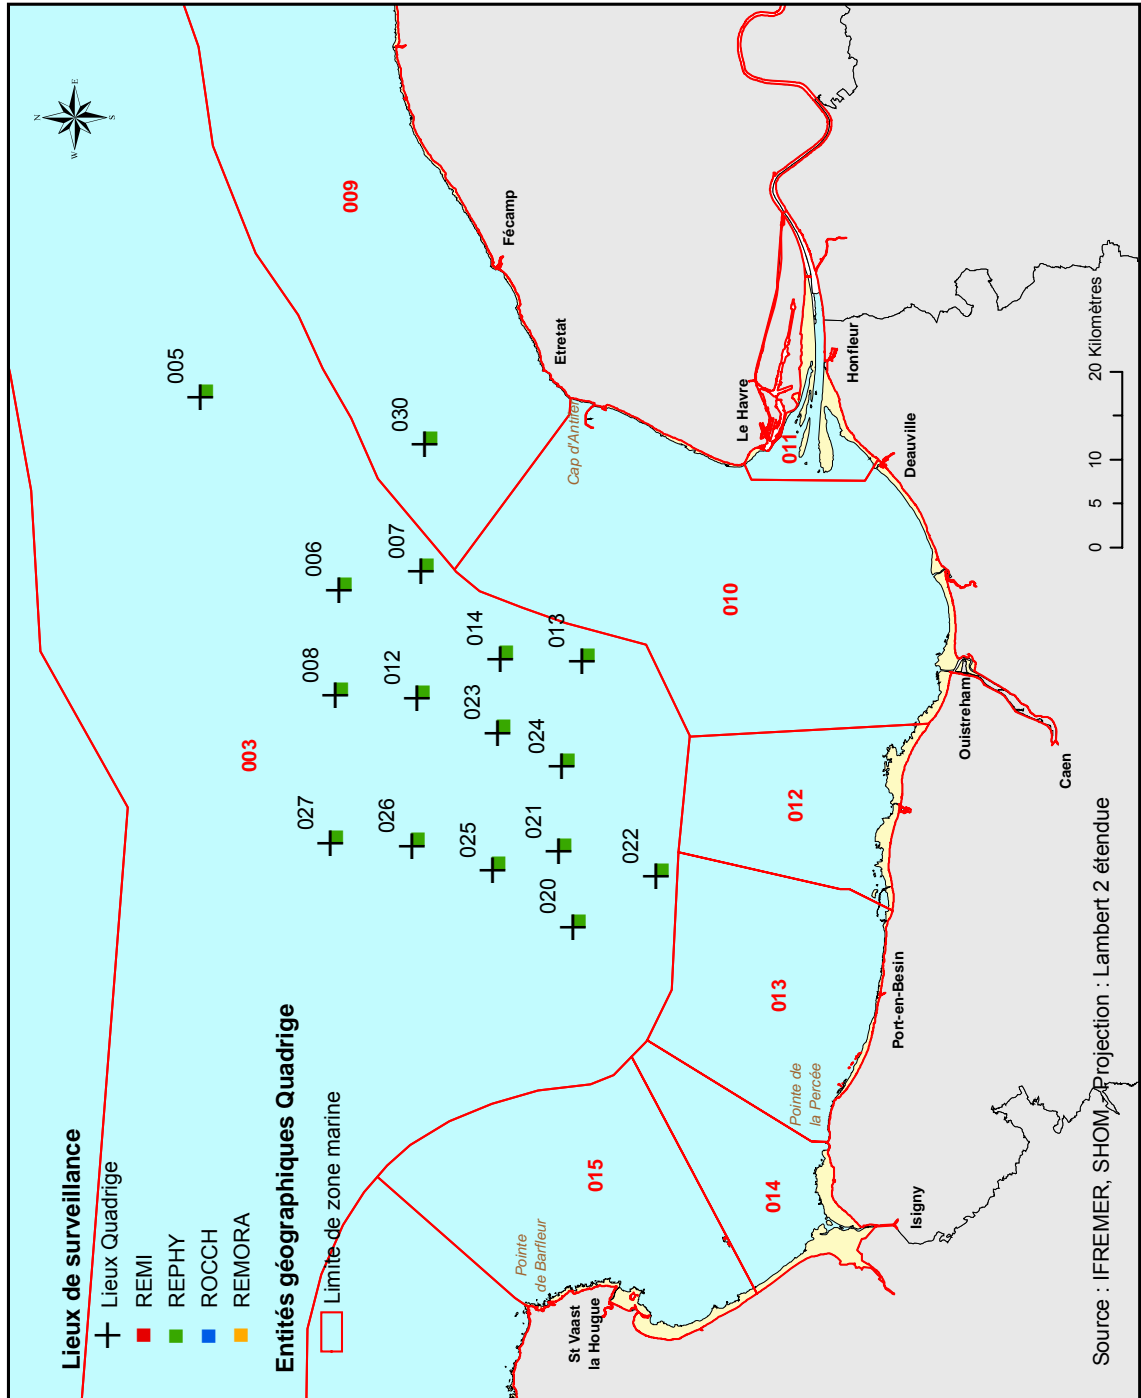 Lieux de surveillance
Lieux Quadrige
REMI
REPHY
ROCCH
REMORA
Entités géographiques Quadrige
Limite de zone marine
N
E
S
W
003
009
010
011
012
013
014
015
005
030
006
007
008
012
014
013
023
024
027
026
025
021
020
022
Fécamp
Etretat
Cap d'Antifer
Le Havre
Honfleur
Deauville
Ouistreham
Caen
Port-en-Besin
Pointe de
la Percée
Isigny
Pointe
de Barfleur
St Vaast
la Hougue
0 5 10 20 Kilomètres
Source : IFREMER, SHOM. Projection : Lambert 2 étendue